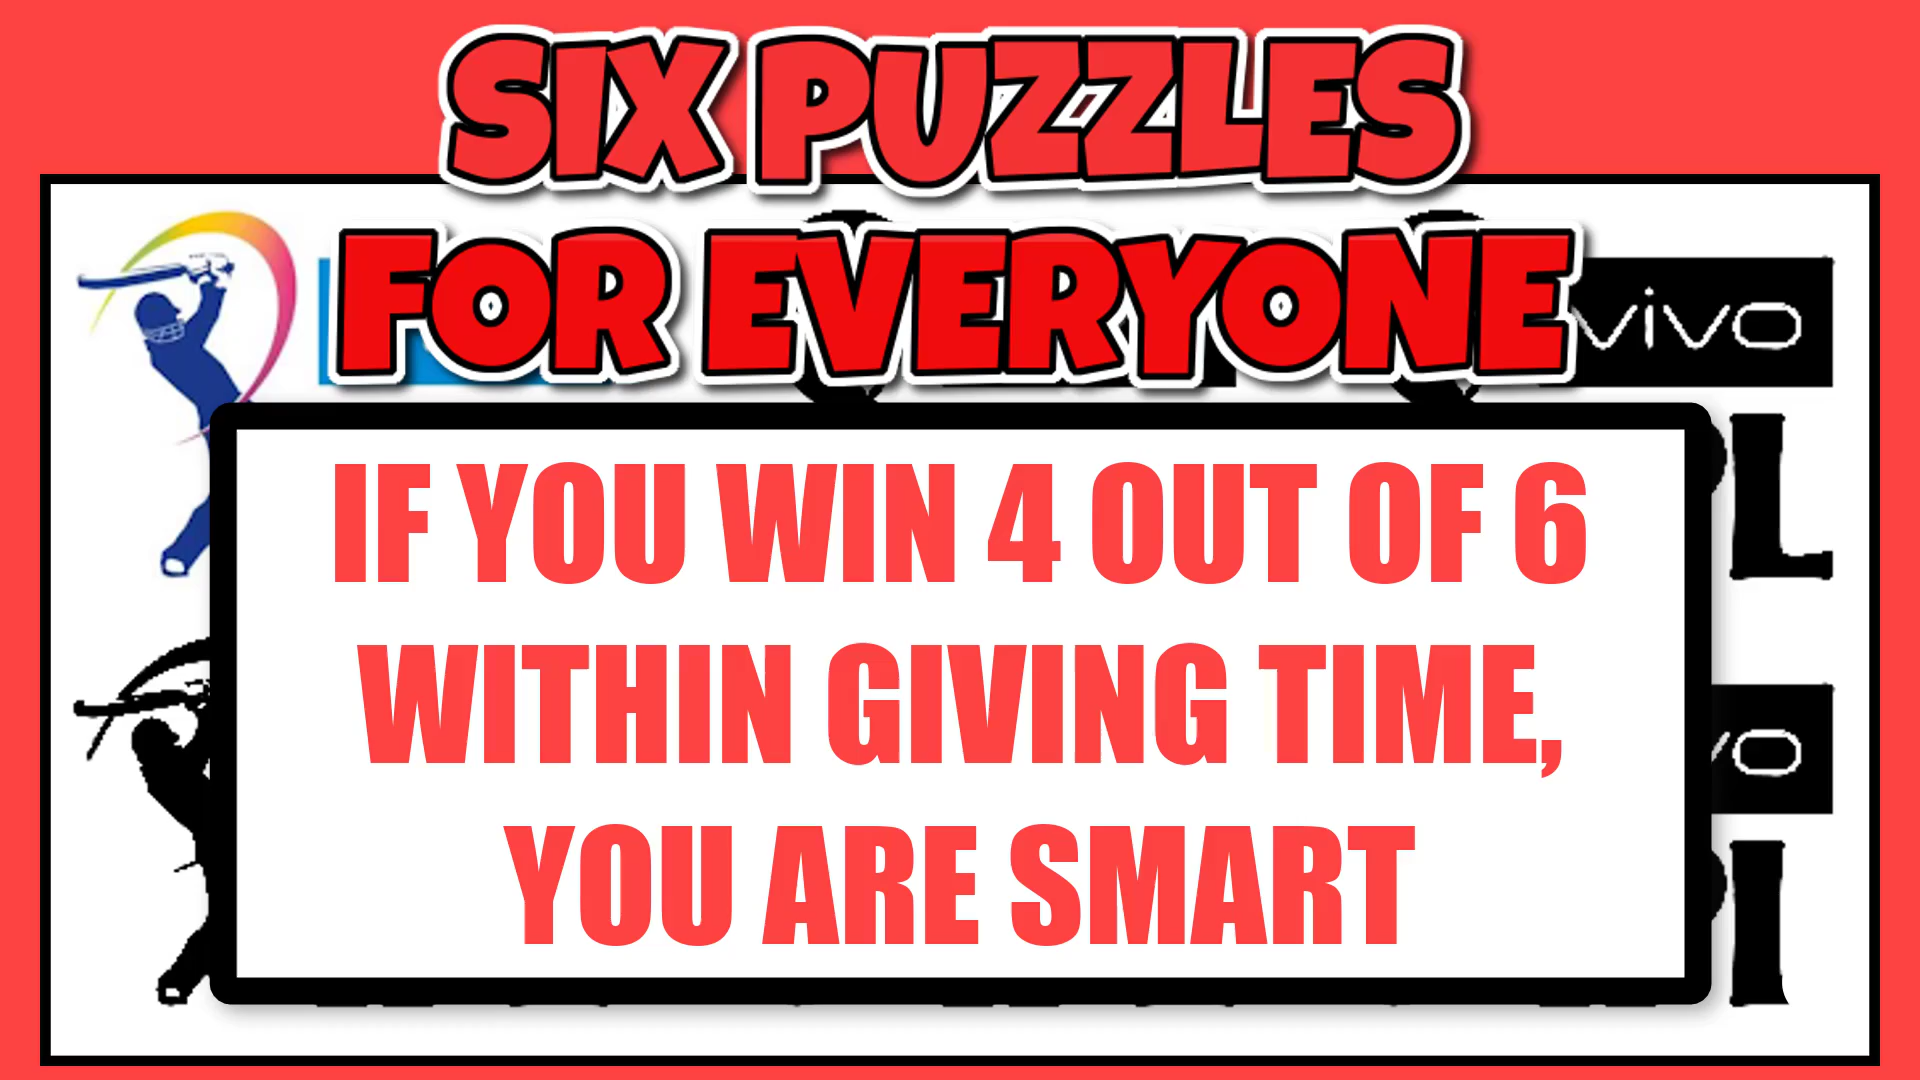 SIX PUZZLES
FOR EVERYONE
vivo
L
IF YOU WIN 4 OUT OF 6
WITHIN GIVING TIME,
YOU ARE SMART